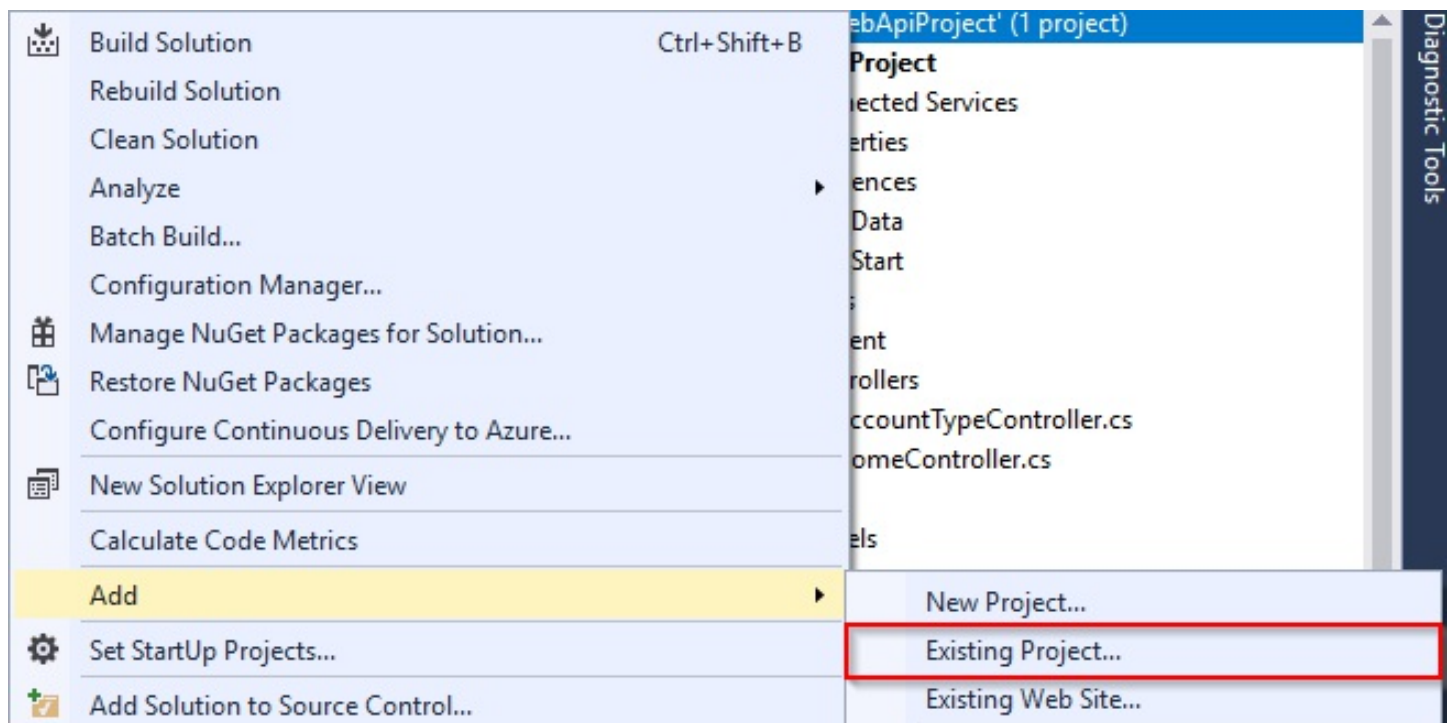 Build Solution Ctrl+Shift+B
Rebuild Solution
Clean Solution
Analyze
Batch Build...
Configuration Manager...
Manage NuGet Packages for Solution...
Restore NuGet Packages
Configure Continuous Delivery to Azure...
New Solution Explorer View
Calculate Code Metrics
Add
Set StartUp Projects...
Add Solution to Source Control...
ebApiProject' (1 project)
Project
nected Services
erties
ences
Data
Start
s
ent
rollers
ccountTypeController.cs
omeController.cs
els
New Project...
Existing Project...
Existing Web Site...
Diagnostic Tools